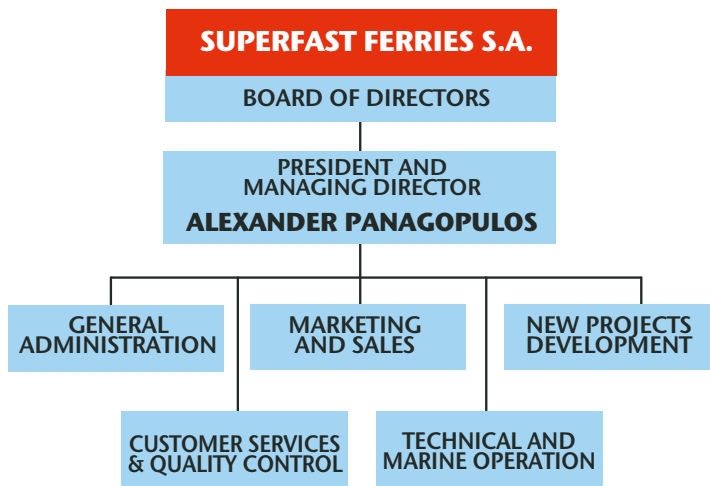 SUPERFAST FERRIES S.A.
BOARD OF DIRECTORS
PRESIDENT AND
MANAGING DIRECTOR
ALEXANDER PANAGOPULOS
GENERAL
ADMINISTRATION
MARKETING
AND SALES
NEW PROJECTS
DEVELOPMENT
CUSTOMER SERVICES
& QUALITY CONTROL
TECHNICAL AND
MARINE OPERATION